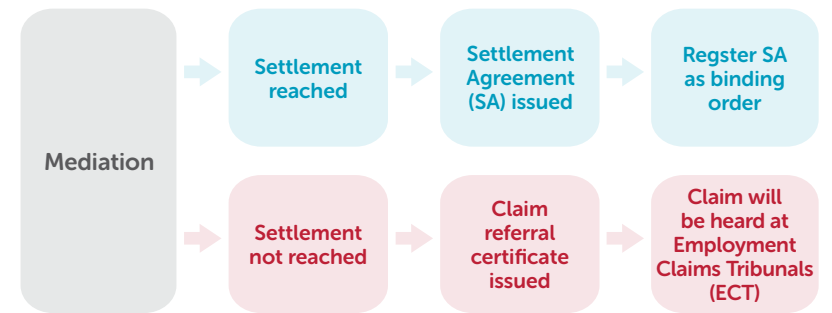 Mediation
Settlement
reached
Settlement
Agreement
(SA) issued
Regster SA
as binding
order
Settlement
not reached
Claim
referral
certificate
issued
Claim will
be heard at
Employment
Claims Tribunals
(ECT)